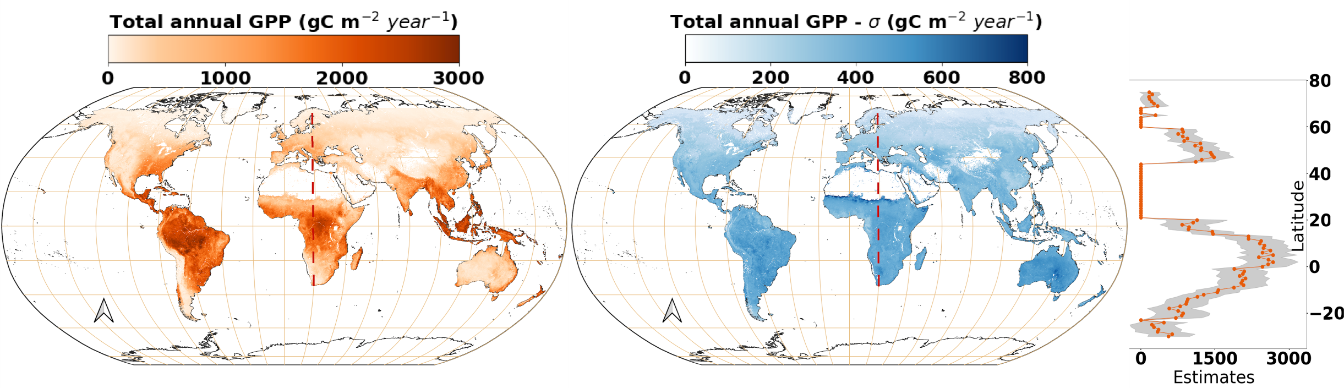 Total annual GPP (gC m⁻² year⁻¹)
0 1000 2000 3000
Total annual GPP - σ (gC m⁻² year⁻¹)
0 200 400 600 800
80
60
40
20
0
−20
Latitude
0 1500 3000
Estimates